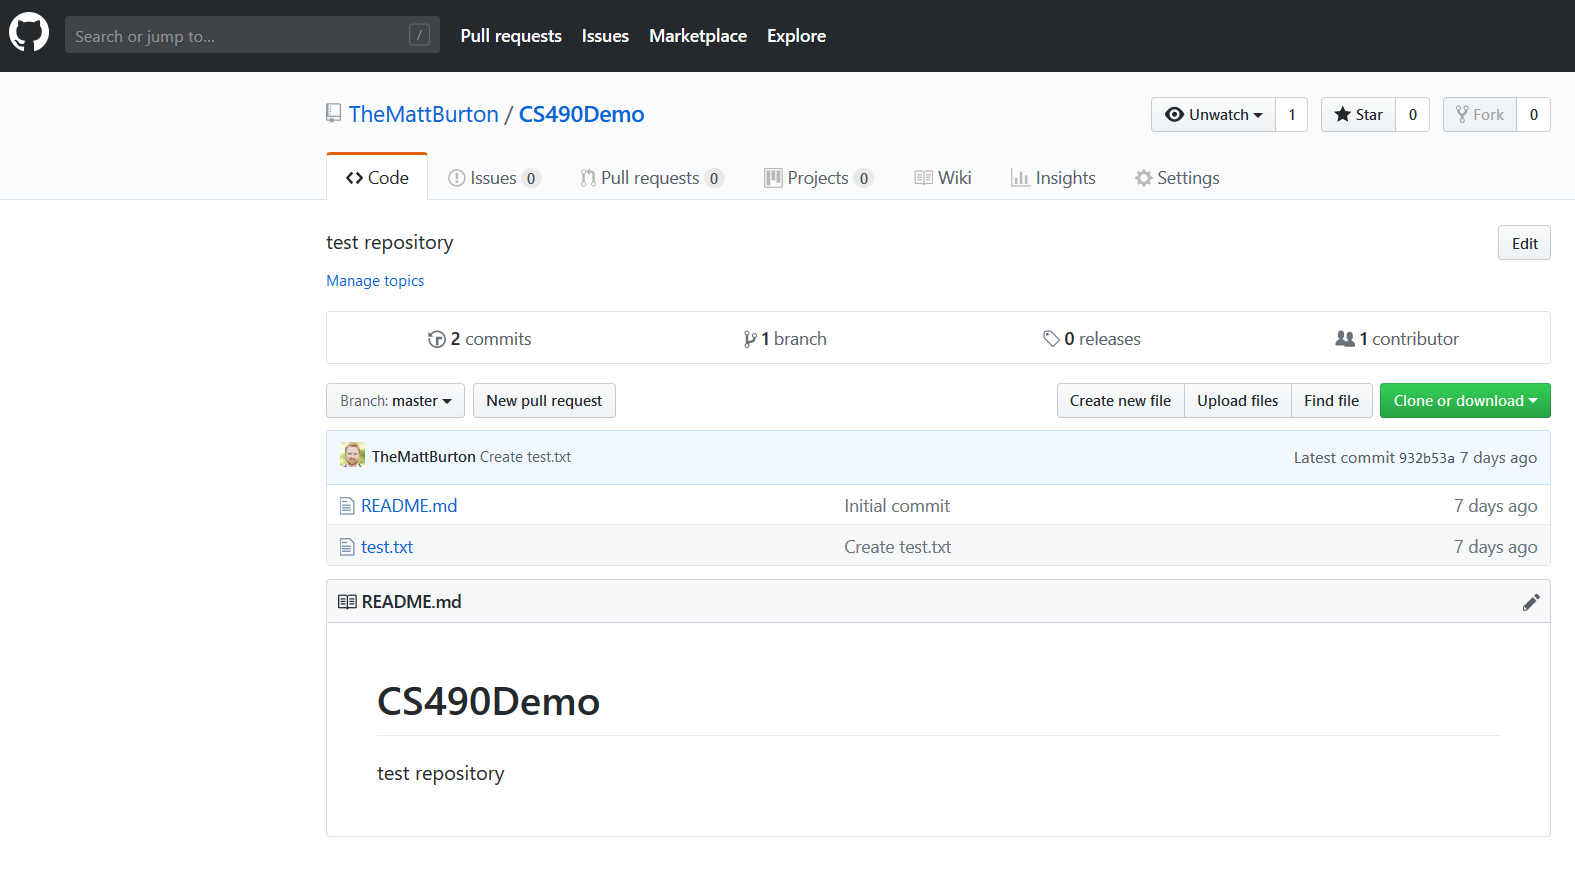 Search or jump to... / Pull requests Issues Marketplace Explore
TheMattBurton / CS490Demo Unwatch 1 Star 0 Fork 0
Code Issues 0 Pull requests 0 Projects 0 Wiki Insights Settings
test repository Edit
Manage topics
2 commits 1 branch 0 releases 1 contributor
Branch: master New pull request Create new file Upload files Find file Clone or download
TheMattBurton Create test.txt Latest commit 932b53a 7 days ago
README.md Initial commit 7 days ago
test.txt Create test.txt 7 days ago
README.md
CS490Demo
test repository